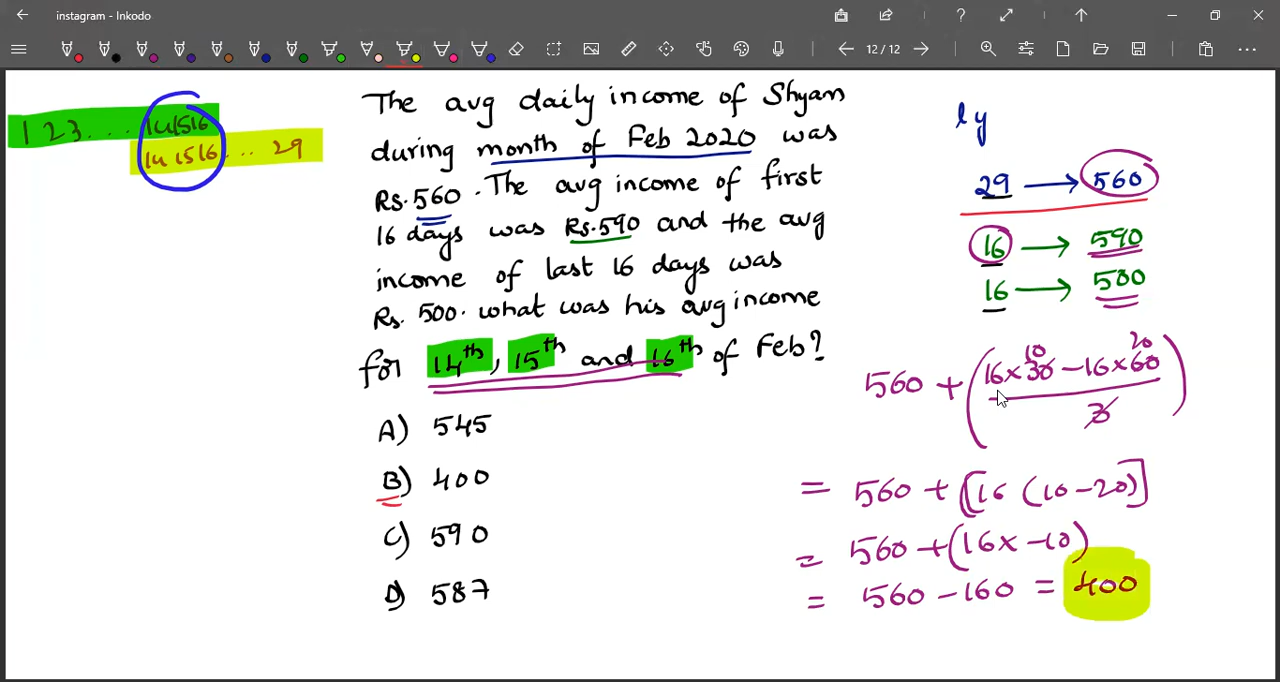 instagram - Inkodo
12/12
1 2 3 . . . . 14 15 16
14 15 16 . . . 29
The avg daily income of Shyam
during month of Feb 2020 was
Rs.560 . The avg income of first
16 days was Rs.590 and the avg
income of last 16 days was
Rs. 500. what was his avg income
for 14th, 15th and 16th of Feb?
A) 545
B) 400
C) 590
D) 587
ly
29 → 560
16 → 590
16 → 500
10 20
560 + (16 x 30 - 16 x 60
3)
= 560 + [16 (10 - 20)]
= 560 + (16 x -10)
= 560 - 160 = 400